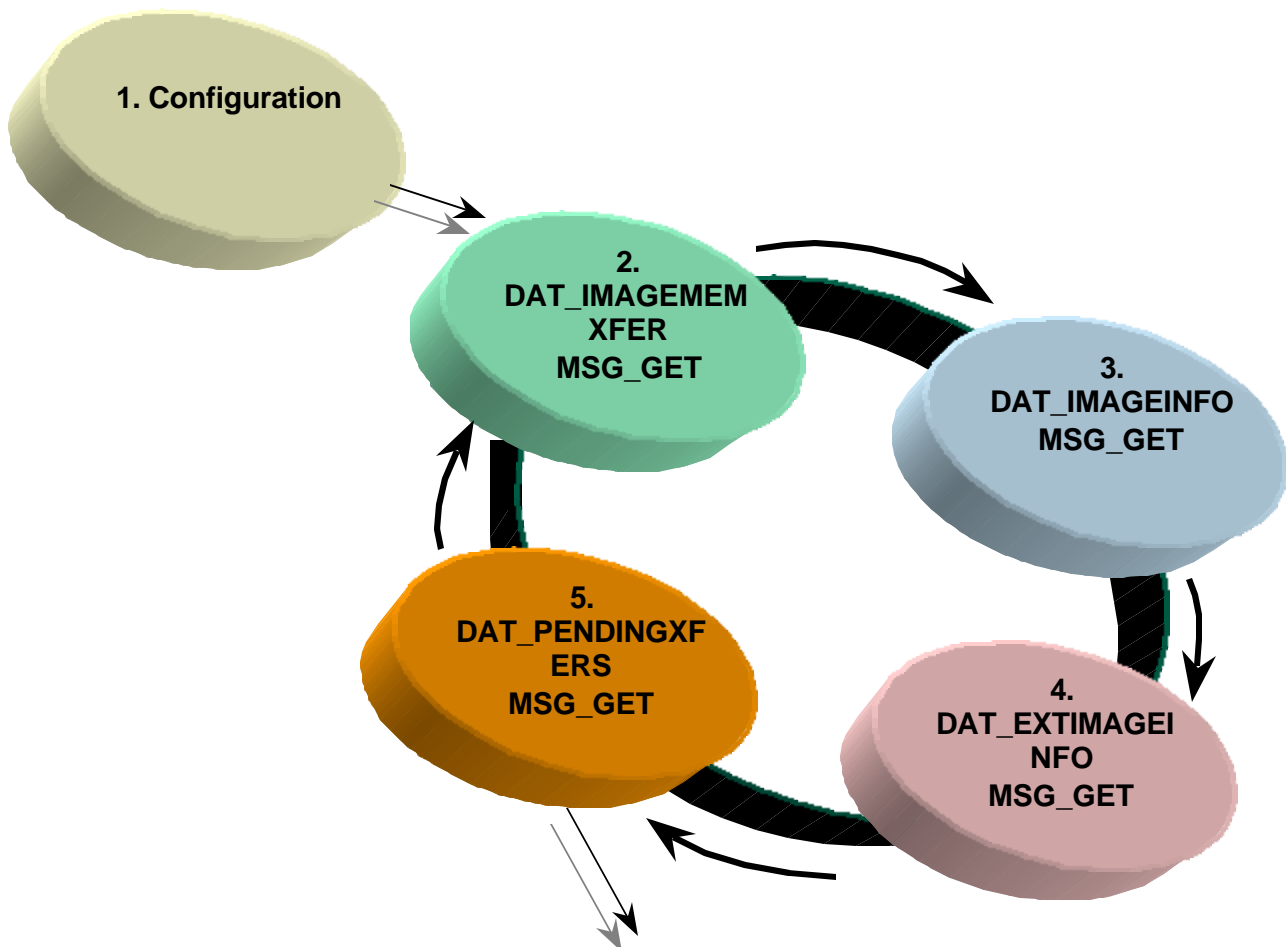 1. Configuration
2.
DAT_IMAGEMEM
XFER
MSG_GET
3.
DAT_IMAGEINFO
MSG_GET
4.
DAT_EXTIMAGEI
NFO
MSG_GET
5.
DAT_PENDINGXF
ERS
MSG_GET